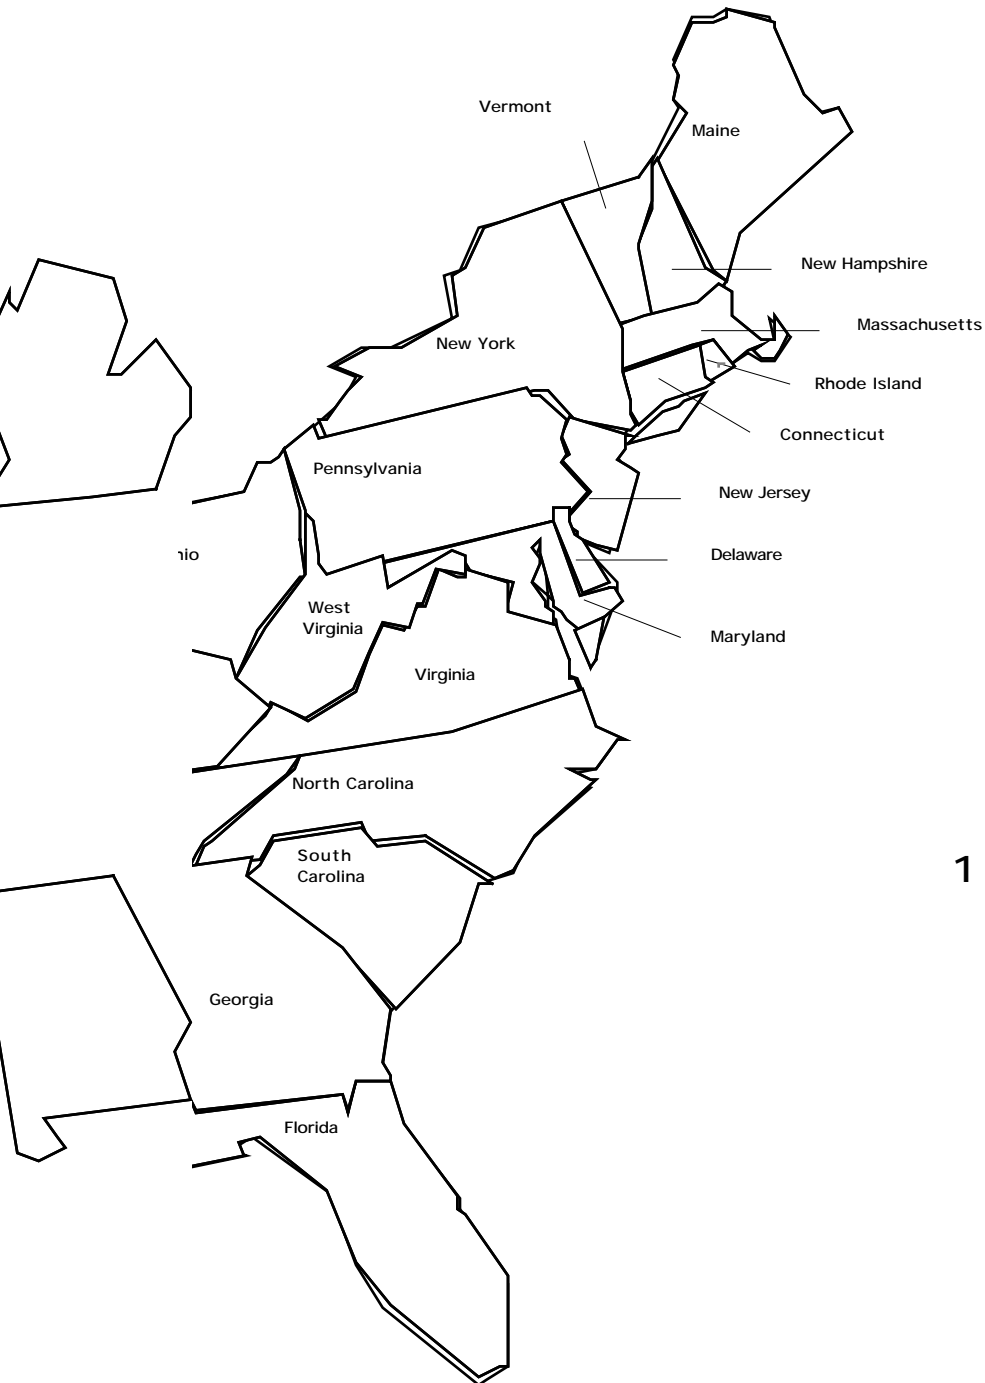 Vermont
Maine
New Hampshire
Massachusetts
New York
Rhode Island
Connecticut
Pennsylvania
New Jersey
Delaware
West
Virginia
Maryland
Virginia
North Carolina
South
Carolina
1
Georgia
Florida